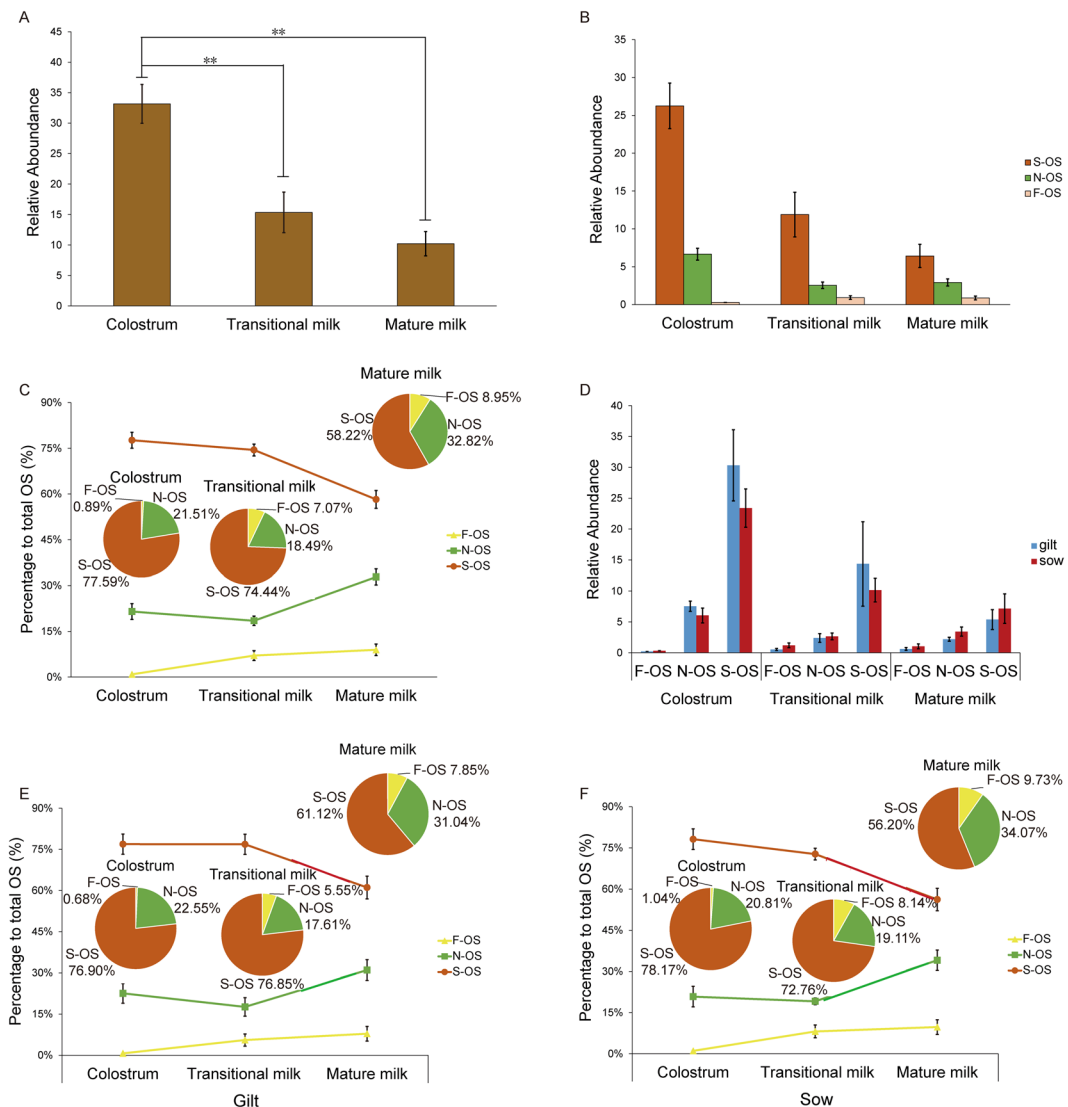 A
Relative Aboundance
45
40
35
30
25
20
15
10
5
0
**
**
Colostrum
Transitional milk
Mature milk
B
Relative Aboundance
35
30
25
20
15
10
5
0
Colostrum
Transitional milk
Mature milk
S-OS
N-OS
F-OS
C
Percentage to total OS (%)
90%
75%
60%
45%
30%
15%
0%
Mature milk
F-OS 8.95%
S-OS
58.22%
N-OS
32.82%
Colostrum
F-OS
0.89%
N-OS
21.51%
S-OS
77.59%
Transitional milk
F-OS 7.07%
N-OS
18.49%
S-OS 74.44%
F-OS
N-OS
S-OS
Colostrum
Transitional milk
Mature milk
D
Relative Abundance
40
35
30
25
20
15
10
5
0
gilt
sow
F-OS N-OS S-OS F-OS N-OS S-OS F-OS N-OS S-OS
Colostrum
Transitional milk
Mature milk
E
Percentage to total OS (%)
90%
75%
60%
45%
30%
15%
0%
Mature milk
F-OS 7.85%
S-OS
61.12%
N-OS
31.04%
Colostrum
F-OS
0.68%
N-OS
22.55%
S-OS
76.90%
Transitional milk
F-OS 5.55%
N-OS
17.61%
S-OS 76.85%
F-OS
N-OS
S-OS
Colostrum
Transitional milk
Mature milk
Gilt
F
Percentage to total OS (%)
90%
75%
60%
45%
30%
15%
0%
Mature milk
F-OS 9.73%
S-OS
56.20%
N-OS
34.07%
Colostrum
F-OS
1.04%
N-OS
20.81%
S-OS
78.17%
Transitional milk
F-OS 8.14%
N-OS
19.11%
S-OS
72.76%
F-OS
N-OS
S-OS
Colostrum
Transitional milk
Mature milk
Sow